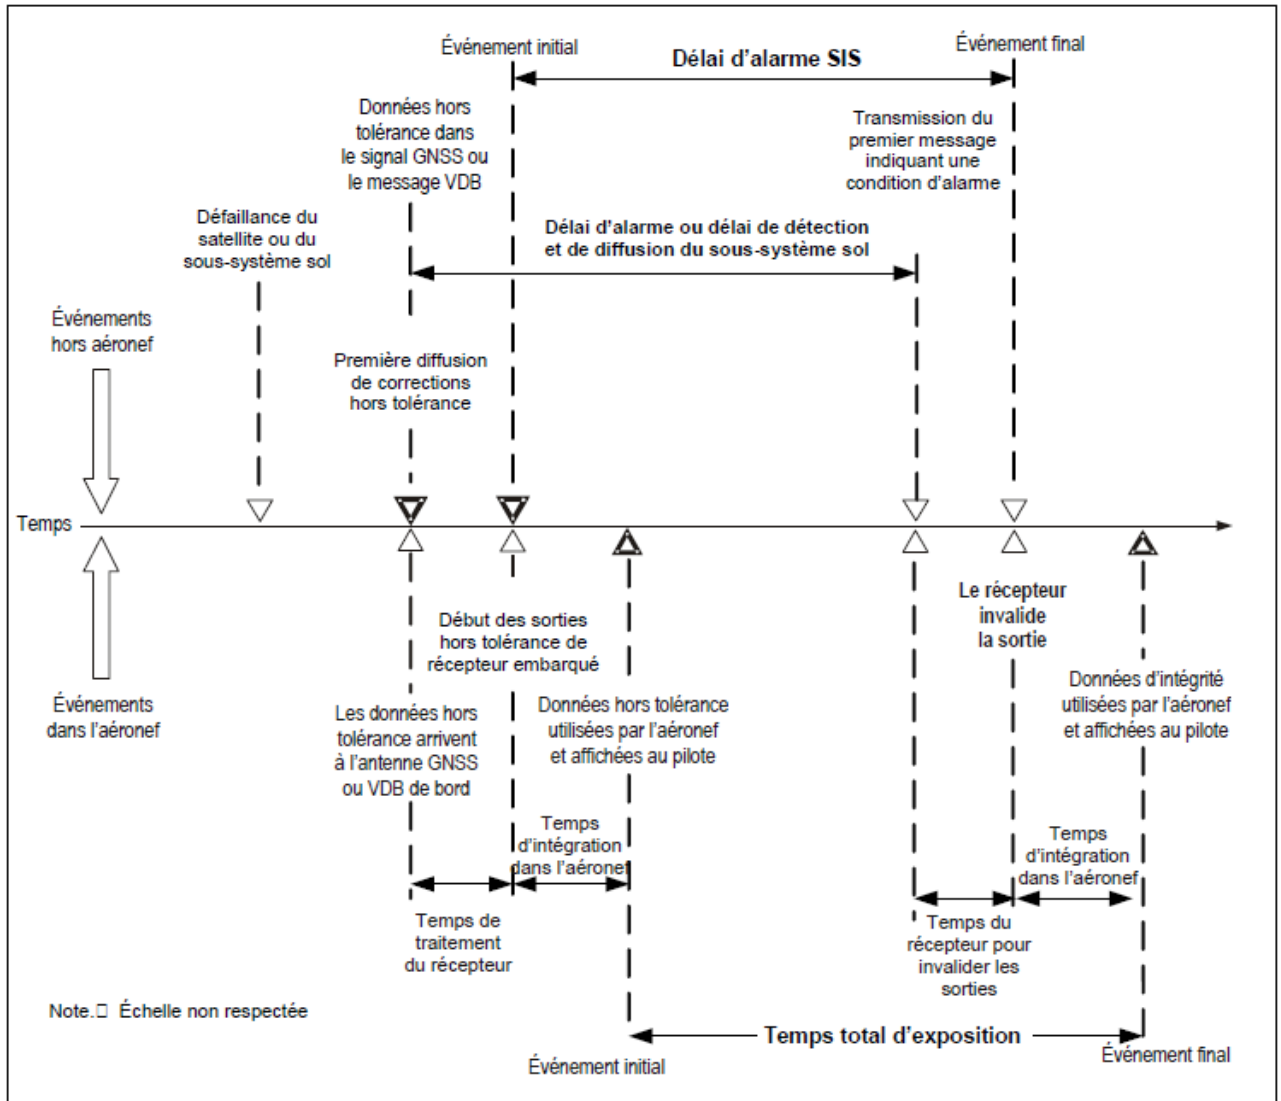 Événement initial
Délai d'alarme SIS
Événement final
Données hors
tolérance dans
le signal GNSS ou
le message VDB
Transmission du
premier message
indiquant une
condition d'alarme
Défaillance du
satellite ou du
sous-système sol
Délai d'alarme ou délai de détection
et de diffusion du sous-système sol
Événements
hors aéronef
Première diffusion
de corrections
hors tolérance
Temps
Événements
dans l'aéronef
Début des sorties
hors tolérance de
récepteur embarqué
Le récepteur
invalide
la sortie
Les données hors
tolérance arrivent
à l'antenne GNSS
ou VDB de bord
Données hors tolérance
utilisées par l'aéronef
et affichées au pilote
Données d'intégrité
utilisées par l'aéronef
et affichées au pilote
Temps
d'intégration
dans l'aéronef
Temps
d'intégration
dans l'aéronef
Temps de
traitement
du récepteur
Temps du
récepteur pour
invalider les
sorties
Note.□ Échelle non respectée
Temps total d'exposition
Événement initial
Événement final